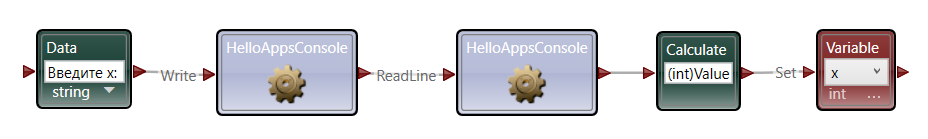 Data
Введите x:
string
Write
HelloAppsConsole
ReadLine
HelloAppsConsole
Calculate
(int)Value
Set
Variable
x
int ...